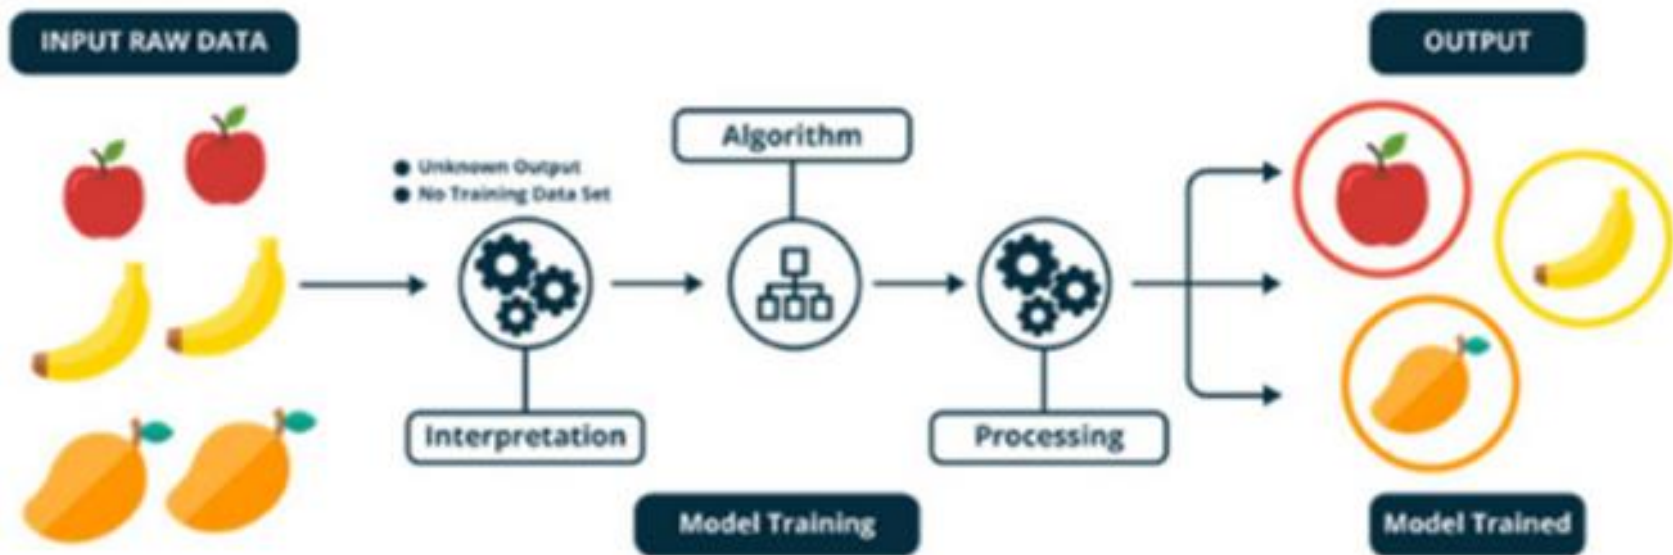 INPUT RAW DATA
OUTPUT
Algorithm
● Unknown Output
● No Training Data Set
Interpretation
Processing
Model Training
Model Trained